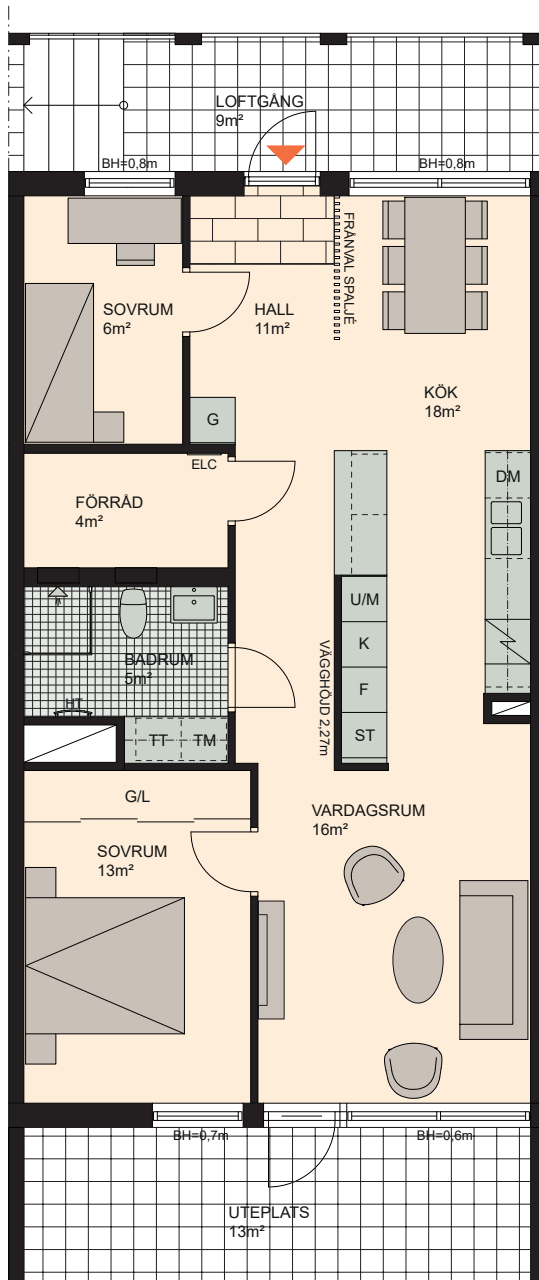 LOFTGÅNG
9m²
BH=0,8m
BH=0,8m
FRÅNVAL SPALJÉ
SOVRUM
6m²
HALL
11m²
KÖK
18m²
G
ELC
DM
FÖRRÅD
4m²
U/M
K
F
ST
VÄGGHÖJD 2,27m
BADRUM
5m²
HT
TT
TM
G/L
VARDAGSRUM
16m²
SOVRUM
13m²
BH=0,7m
BH=0,6m
UTEPLATS
13m²